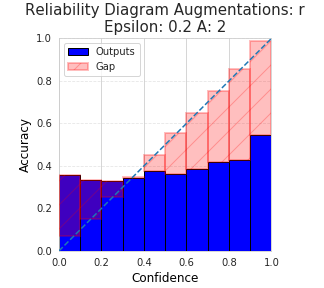 Reliability Diagram Augmentations: r
Epsilon: 0.2 A: 2
1.0
0.8
0.6
0.4
0.2
0.0
Accuracy
Outputs
Gap
0.0 0.2 0.4 0.6 0.8 1.0
Confidence